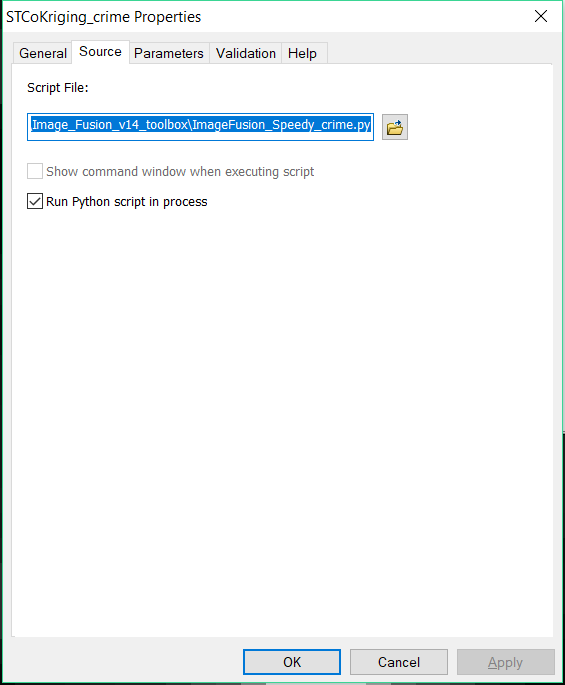 STCoKriging_crime Properties
General Source Parameters Validation Help
Script File:
Image_Fusion_v14_toolbox\ImageFusion_Speedy_crime.py
Show command window when executing script
Run Python script in process
OK Cancel Apply